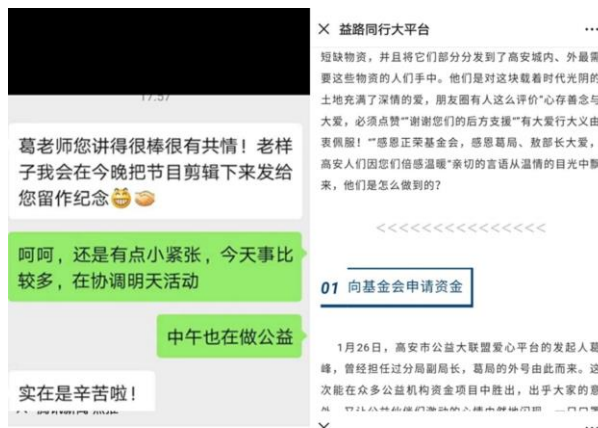 17:57
葛老师您讲得很棒很有共情！老样
子我会在今晚把节目剪辑下来发给
您留作纪念
呵呵，还是有点小紧张，今天事比
较多，在协调明天活动
中午也在做公益
实在是辛苦啦！
益路同行大平台
短缺物资，并且将它们部分分发到了高安城内、外最需
要这些物资的人们手中。他们是对这块载着时代光阴的
土地充满了深情的爱，朋友圈有人这么评价“心存善念与
大爱，必须点赞”“谢谢您们的后方支援”“有大爱行大义由
衷佩服！”“感恩正荣基金会，感恩葛局、敖部长大爱，
高安人们因您们倍感温暖”亲切的言语从温情的目光中飘
来，他们是怎么做到的？
<<<<<<<<<<<<<<<
01 向基金会申请资金
1月26日，高安市公益大联盟爱心平台的发起人葛
峰，曾经担任过分局副局长，葛局的外号由此而来。这
次能在众多公益机构资金项目中胜出，出乎大家的意